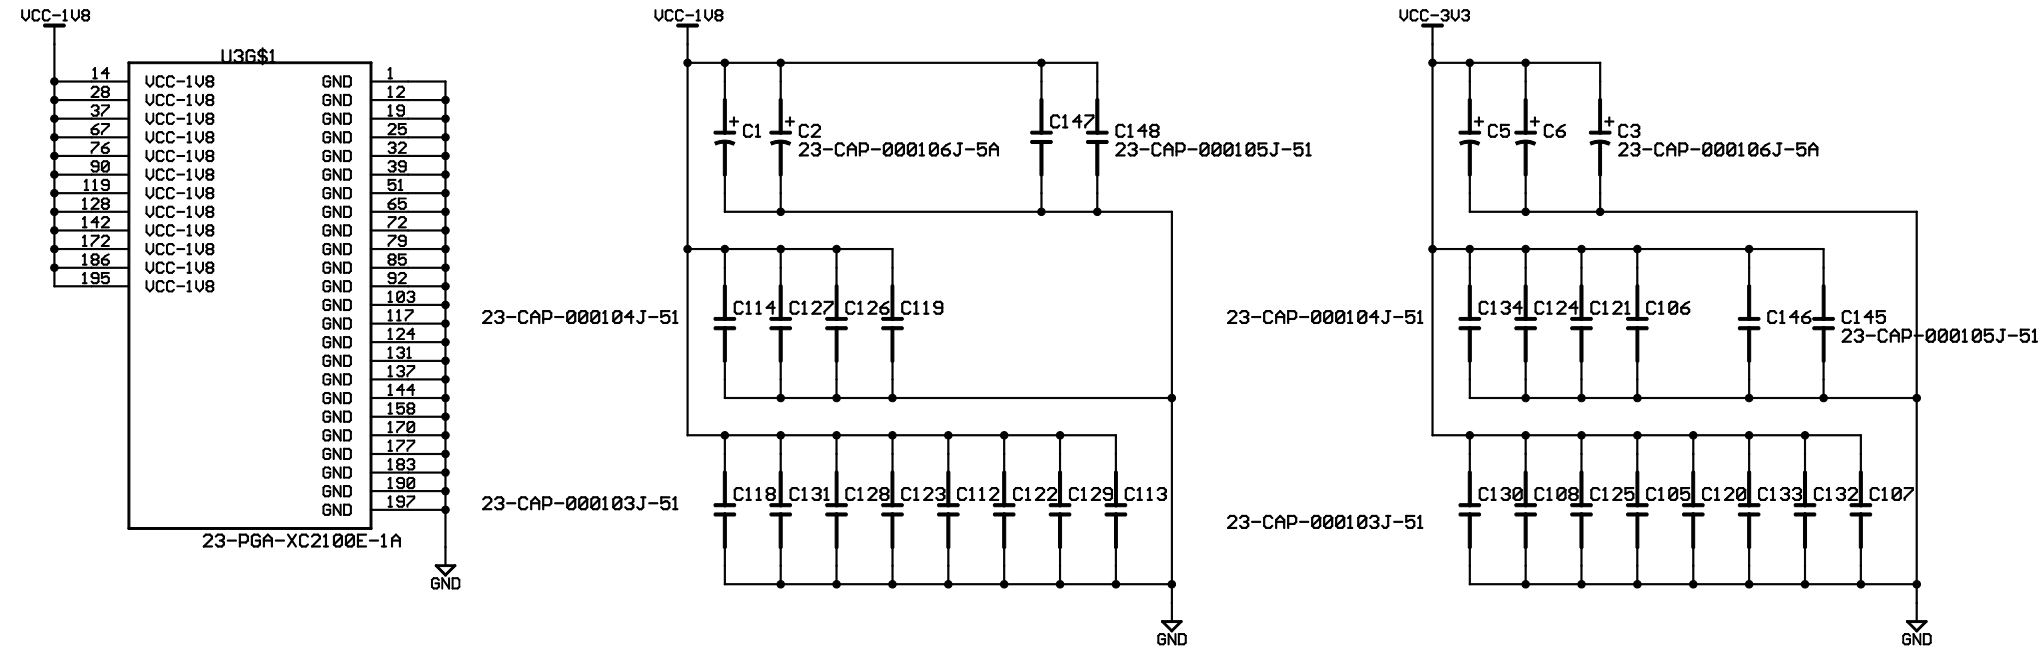 VCC-1V8
U3G$1
14 VCC-1V8 GND 1
28 VCC-1V8 GND 12
37 VCC-1V8 GND 19
67 VCC-1V8 GND 25
76 VCC-1V8 GND 32
90 VCC-1V8 GND 39
119 VCC-1V8 GND 51
128 VCC-1V8 GND 65
142 VCC-1V8 GND 72
172 VCC-1V8 GND 79
186 VCC-1V8 GND 85
195 VCC-1V8 GND 92
GND 103
GND 117
GND 124
GND 131
GND 137
GND 144
GND 158
GND 170
GND 177
GND 183
GND 190
GND 197
23-PGA-XC2100E-1A
GND
VCC-1V8
+ C1 + C2 C147 C148
23-CAP-000106J-5A 23-CAP-000105J-51
C114 C127 C126 C119
23-CAP-000104J-51
C118 C131 C128 C123 C112 C122 C129 C113
23-CAP-000103J-51
GND
VCC-3V3
+ C5 + C6 + C3
23-CAP-000106J-5A
C134 C124 C121 C106 C146 C145
23-CAP-000104J-51 23-CAP-000105J-51
C130 C108 C125 C105 C120 C133 C132 C107
23-CAP-000103J-51
GND